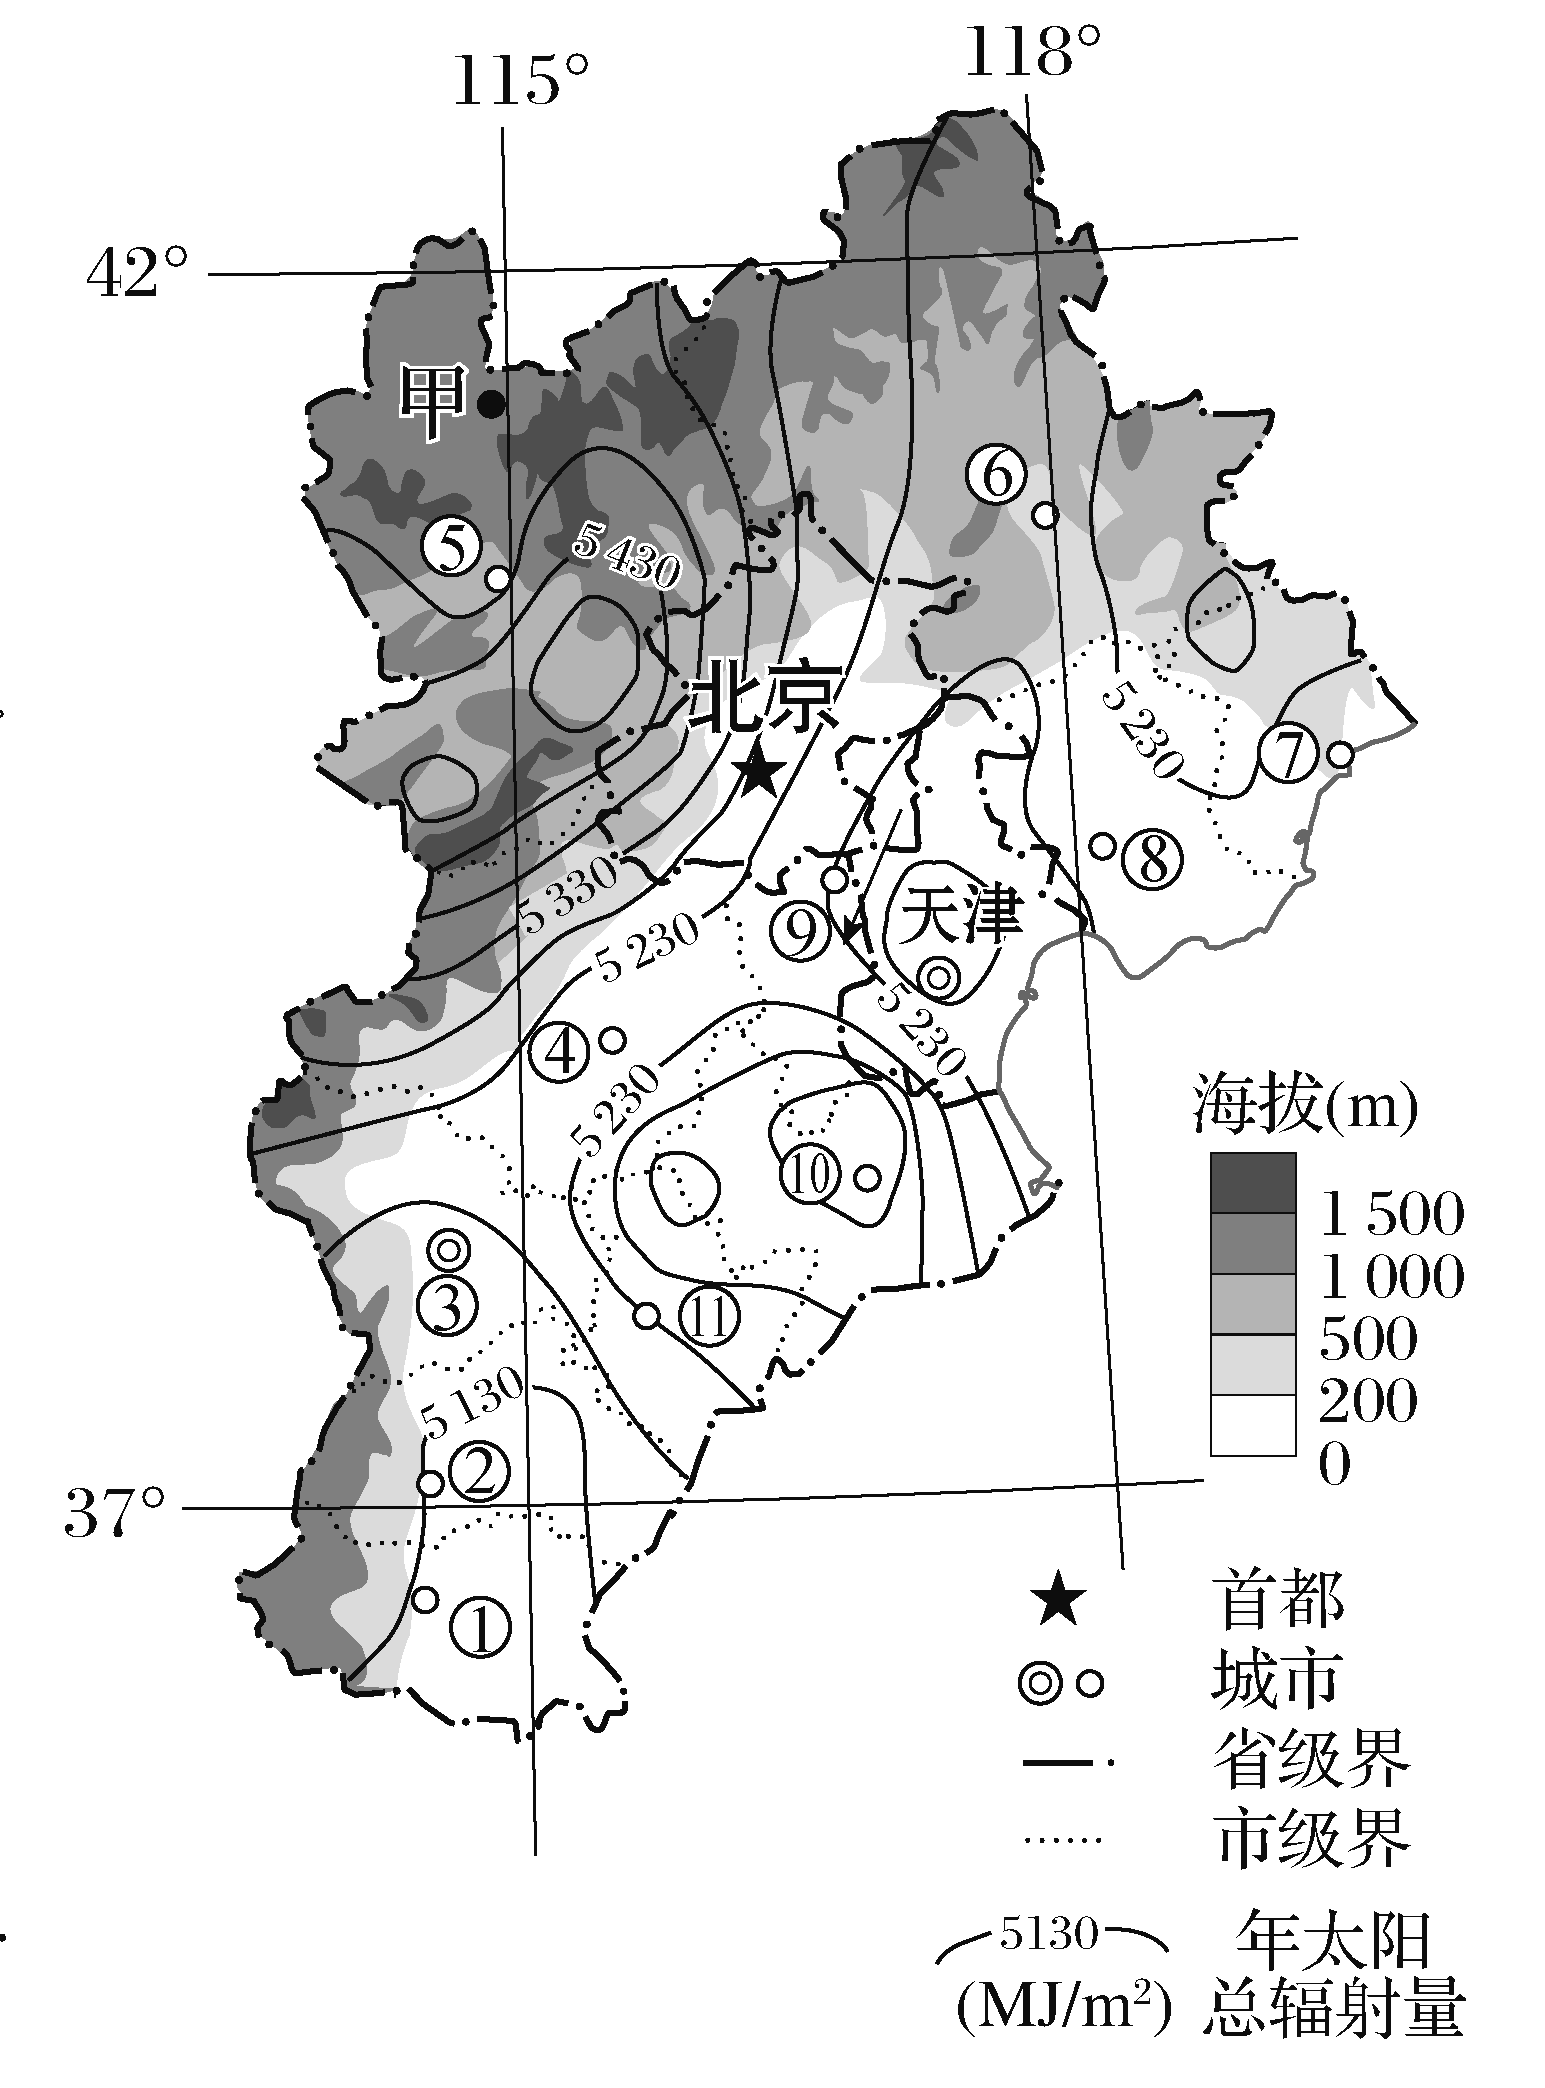 115°
118°
42°
甲
⑥
⑤
5 430
北京
5 230
⑦
⑧
5 330
天津
⑨
5 230
5 230
④
5 230
海拔(m)
⑩
1 500
1 000
③
⑪
500
5 130
200
②
0
37°
①
首都
城市
省级界
市级界
5130
年太阳
(MJ/m²)
总辐射量